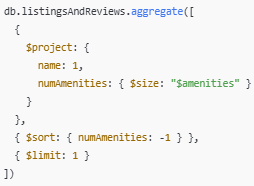 db.listingsAndReviews.aggregate([
  {
    $project: {
      name: 1,
      numAmenities: { $size: "$amenities" }
    }
  },
  { $sort: { numAmenities: -1 } },
  { $limit: 1 }
])